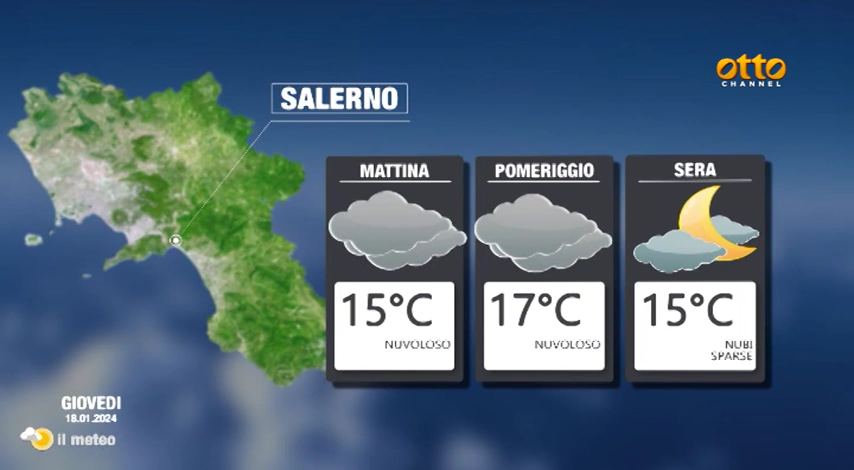 OTTO
CHANNEL
SALERNO
MATTINA
POMERIGGIO
SERA
15°C
NUVOLOSO
17°C
NUVOLOSO
15°C
NUBI
SPARSE
GIOVEDI
18.01.2024
il meteo